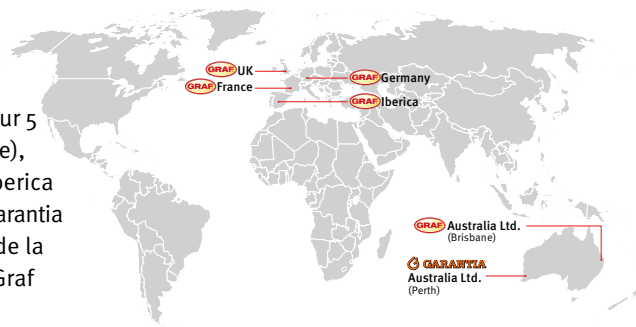 ur 5
e),
berica
arantia
de la
Graf
GRAF UK
GRAF France
GRAF Germany
GRAF Iberica
GRAF Australia Ltd.
(Brisbane)
GARANTIA
Australia Ltd.
(Perth)